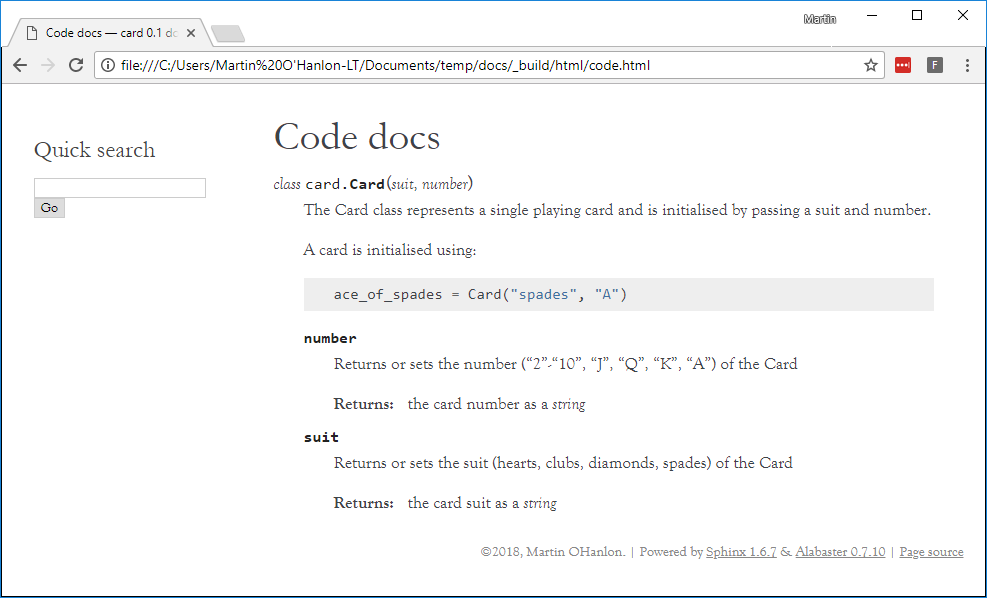 Martin
Code docs — card 0.1 do
file:///C:/Users/Martin%20O'Hanlon-LT/Documents/temp/docs/_build/html/code.html
F
Quick search
Go
Code docs
class card.Card(suit, number)
The Card class represents a single playing card and is initialised by passing a suit and number.
A card is initialised using:
ace_of_spades = Card("spades", "A")
number
Returns or sets the number (“2”-“10”, “J”, “Q”, “K”, “A”) of the Card
Returns: the card number as a string
suit
Returns or sets the suit (hearts, clubs, diamonds, spades) of the Card
Returns: the card suit as a string
©2018, Martin OHanlon. | Powered by Sphinx 1.6.7 & Alabaster 0.7.10 | Page source